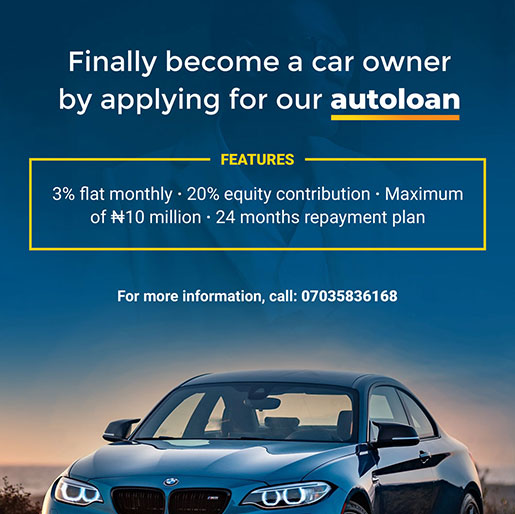 Finally become a car owner
by applying for our autoloan
FEATURES
3% flat monthly · 20% equity contribution · Maximum
of ₦10 million · 24 months repayment plan
For more information, call: 07035836168